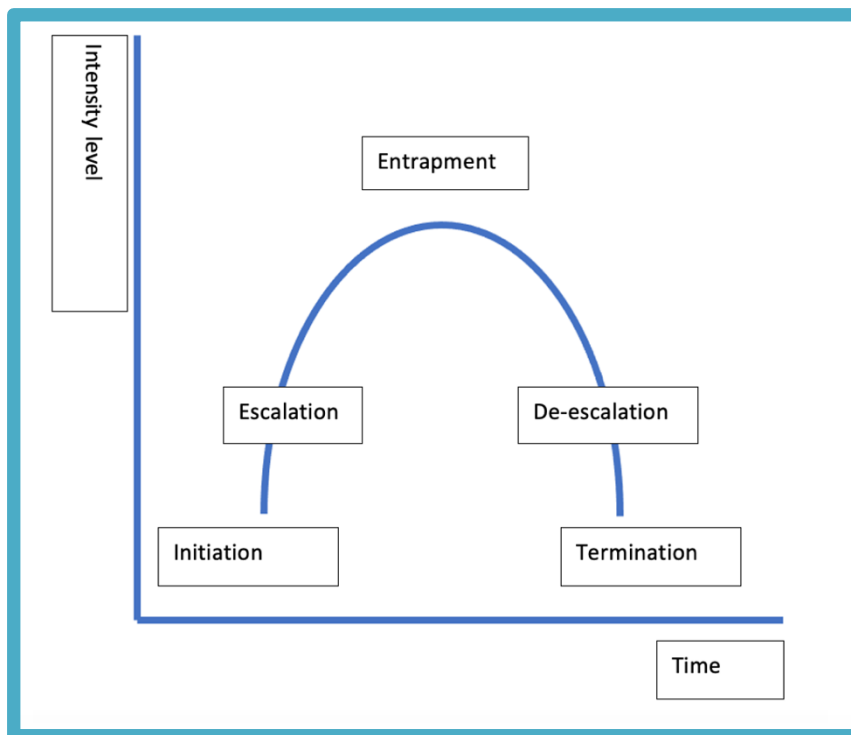 Intensity level
Entrapment
Escalation
De-escalation
Initiation
Termination
Time